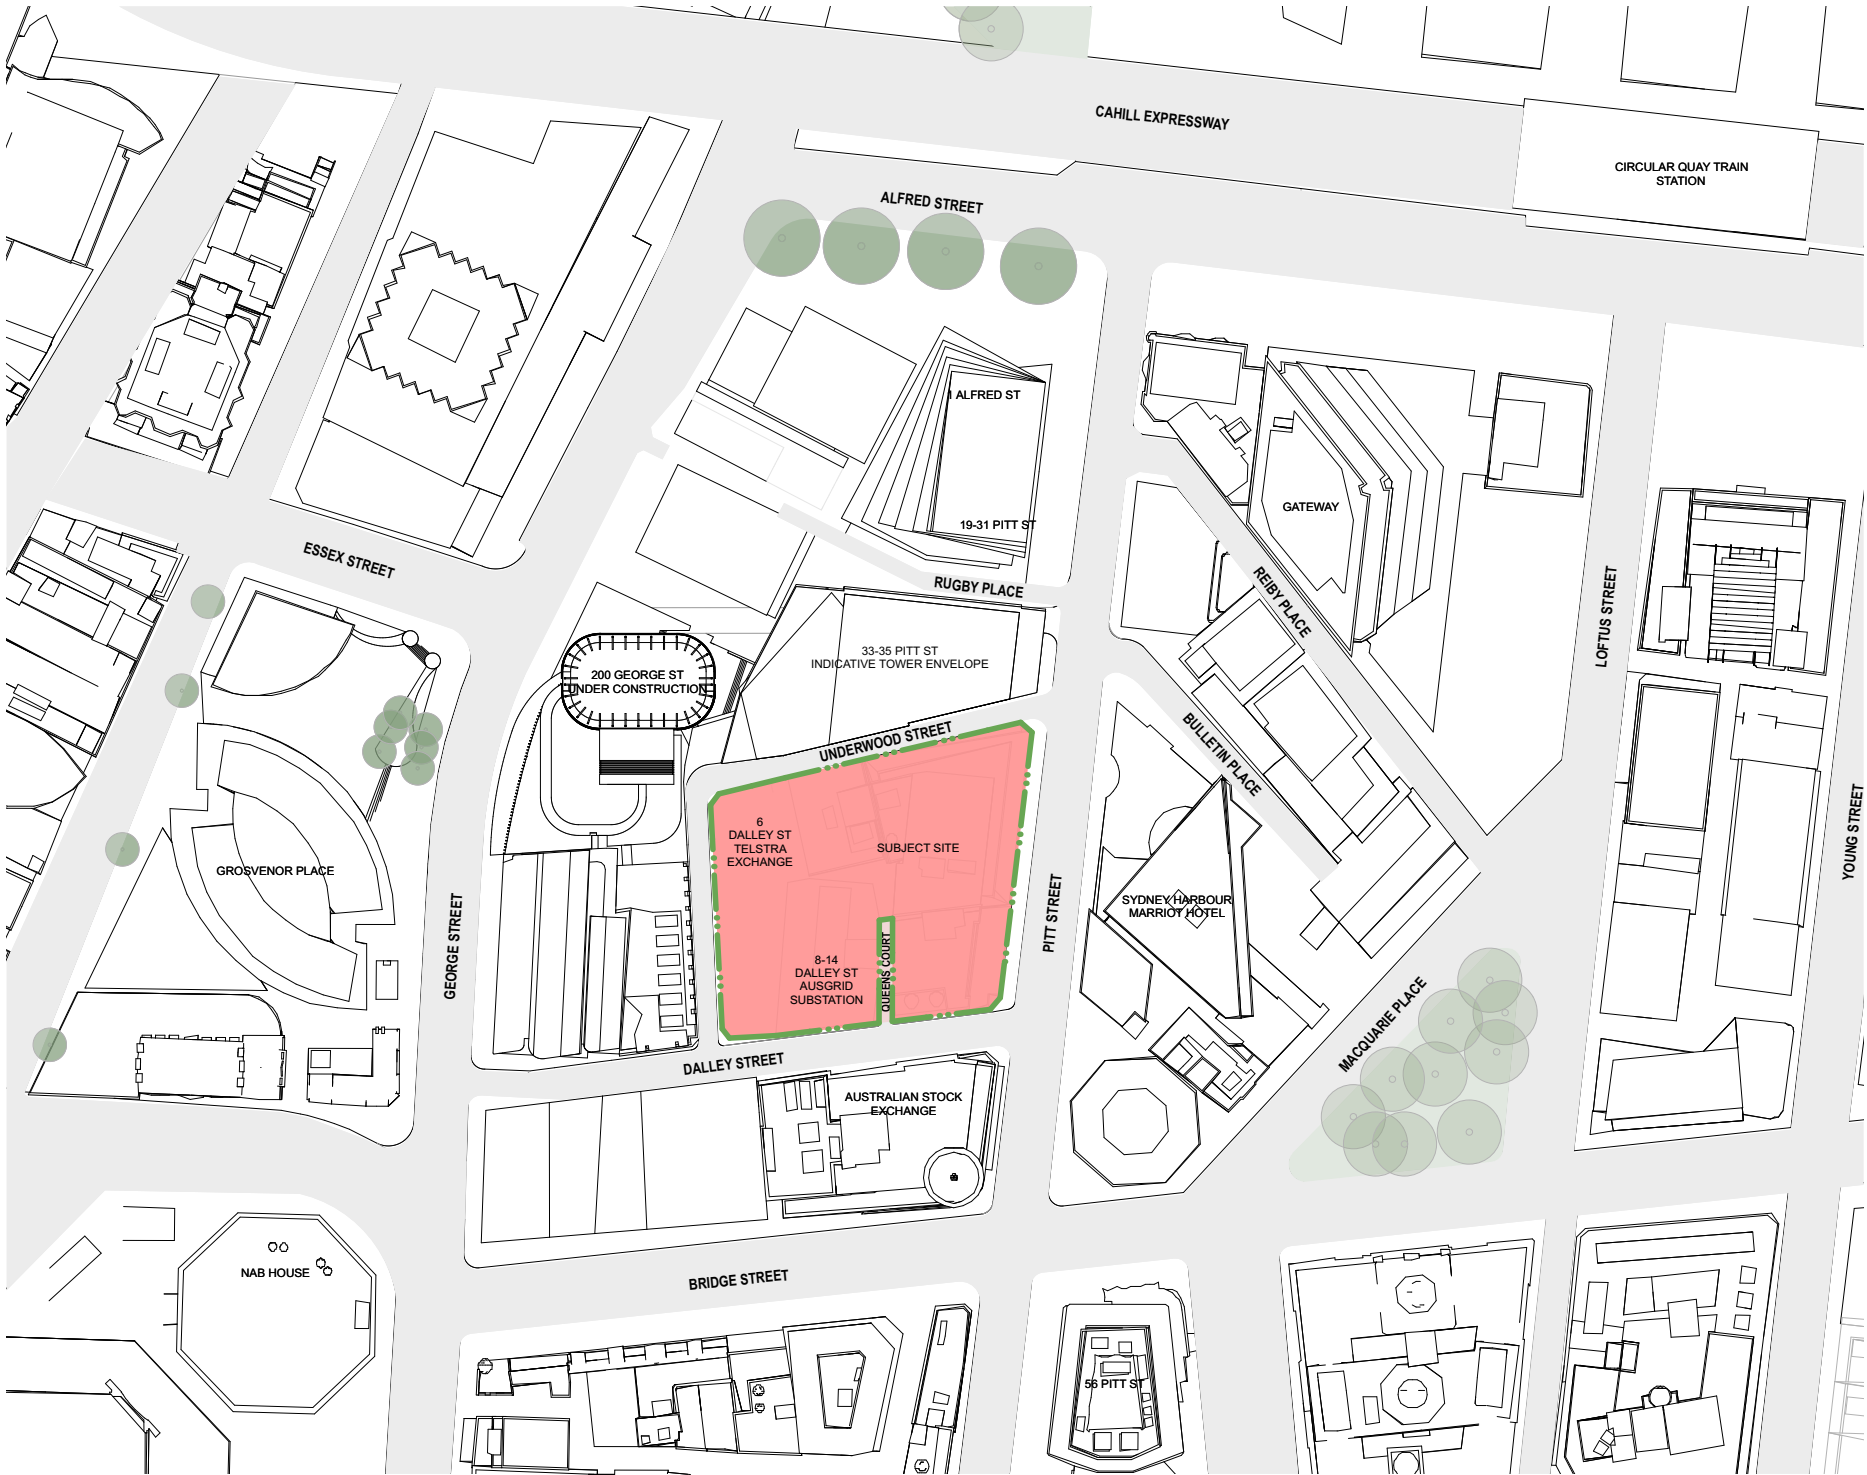 CAHILL EXPRESSWAY
CIRCULAR QUAY TRAIN
STATION
ALFRED STREET
1 ALFRED ST
19-31 PITT ST
GATEWAY
ESSEX STREET
RUGBY PLACE
REIBY PLACE
LOFTUS STREET
33-35 PITT ST
INDICATIVE TOWER ENVELOPE
200 GEORGE ST
UNDER CONSTRUCTION
UNDERWOOD STREET
BULLETIN PLACE
YOUNG STREET
6
DALLEY ST
TELSTRA
EXCHANGE
SUBJECT SITE
GROSVENOR PLACE
GEORGE STREET
PITT STREET
SYDNEY HARBOUR
MARRIOT HOTEL
8-14
DALLEY ST
AUSGRID
SUBSTATION
QUEENS COURT
MACQUARIE PLACE
DALLEY STREET
AUSTRALIAN STOCK
EXCHANGE
NAB HOUSE
BRIDGE STREET
56 PITT ST